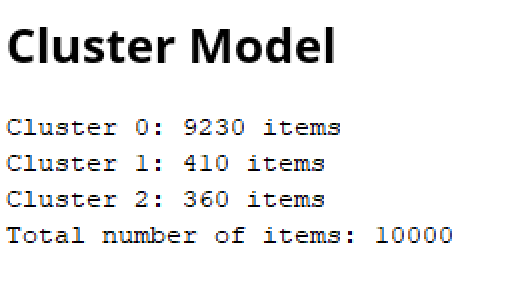 Cluster Model
Cluster 0: 9230 items
Cluster 1: 410 items
Cluster 2: 360 items
Total number of items: 10000